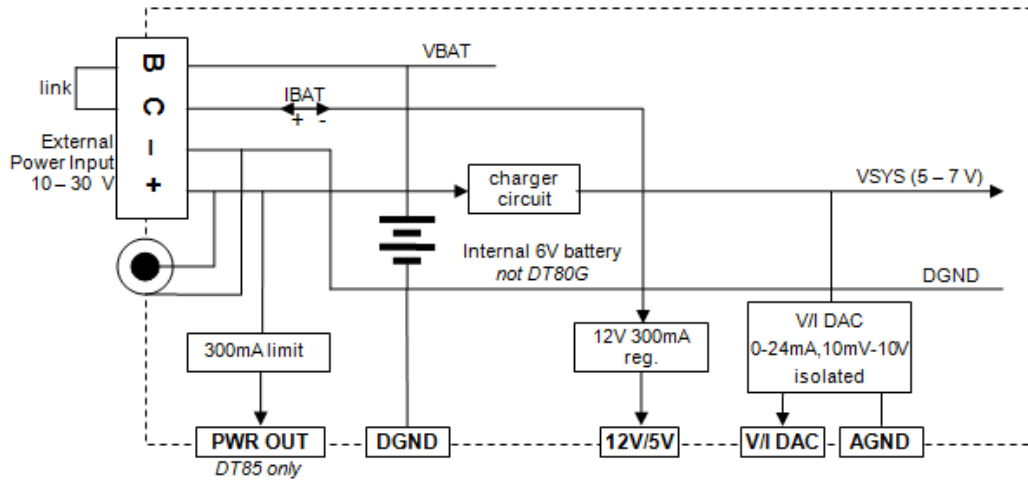 B
VBAT
link
C
IBAT
+ -
External
Power Input
10 – 30 V
–
+
charger
circuit
VSYS (5 – 7 V)
Internal 6V battery
not DT80G
DGND
300mA limit
12V 300mA
reg.
V/I DAC
0-24mA,10mV-10V
isolated
PWR OUT
DGND
12V/5V
V/I DAC
AGND
DT85 only